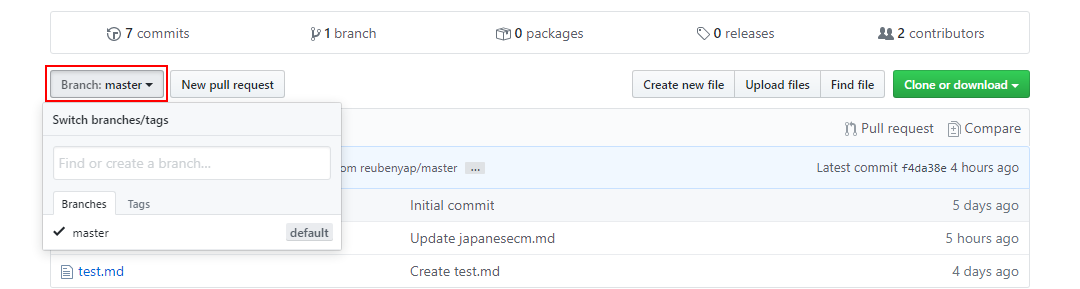 7 commits 1 branch 0 packages 0 releases 2 contributors
Branch: master New pull request Create new file Upload files Find file Clone or download
Switch branches/tags
Pull request Compare
Find or create a branch...
om reubenyap/master ... Latest commit f4da38e 4 hours ago
Branches Tags
Initial commit 5 days ago
master default
Update japanesecm.md 5 hours ago
test.md Create test.md 4 days ago